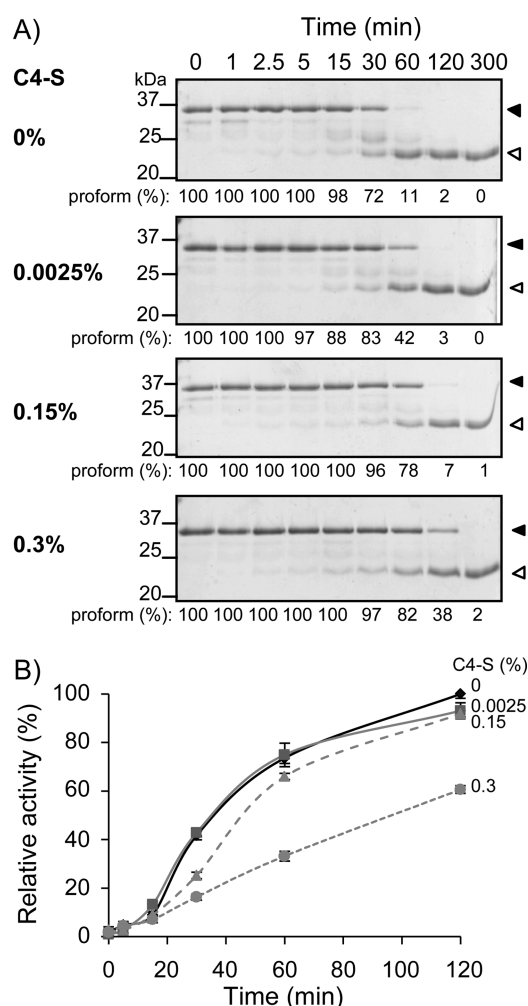 A)
Time (min)
C4-S
0 1 2.5 5 15 30 60 120 300
kDa
37
0%
25
20
proform (%): 100 100 100 100 98 72 11 2 0
37
0.0025%
25
20
proform (%): 100 100 100 97 88 83 42 3 0
37
0.15%
25
20
proform (%): 100 100 100 100 100 96 78 7 1
37
0.3%
25
20
proform (%): 100 100 100 100 100 97 82 38 2
B)
C4-S (%)
100
0
0.0025
0.15
80
60
0.3
40
20
0
Relative activity (%)
0 20 40 60 80 100 120
Time (min)